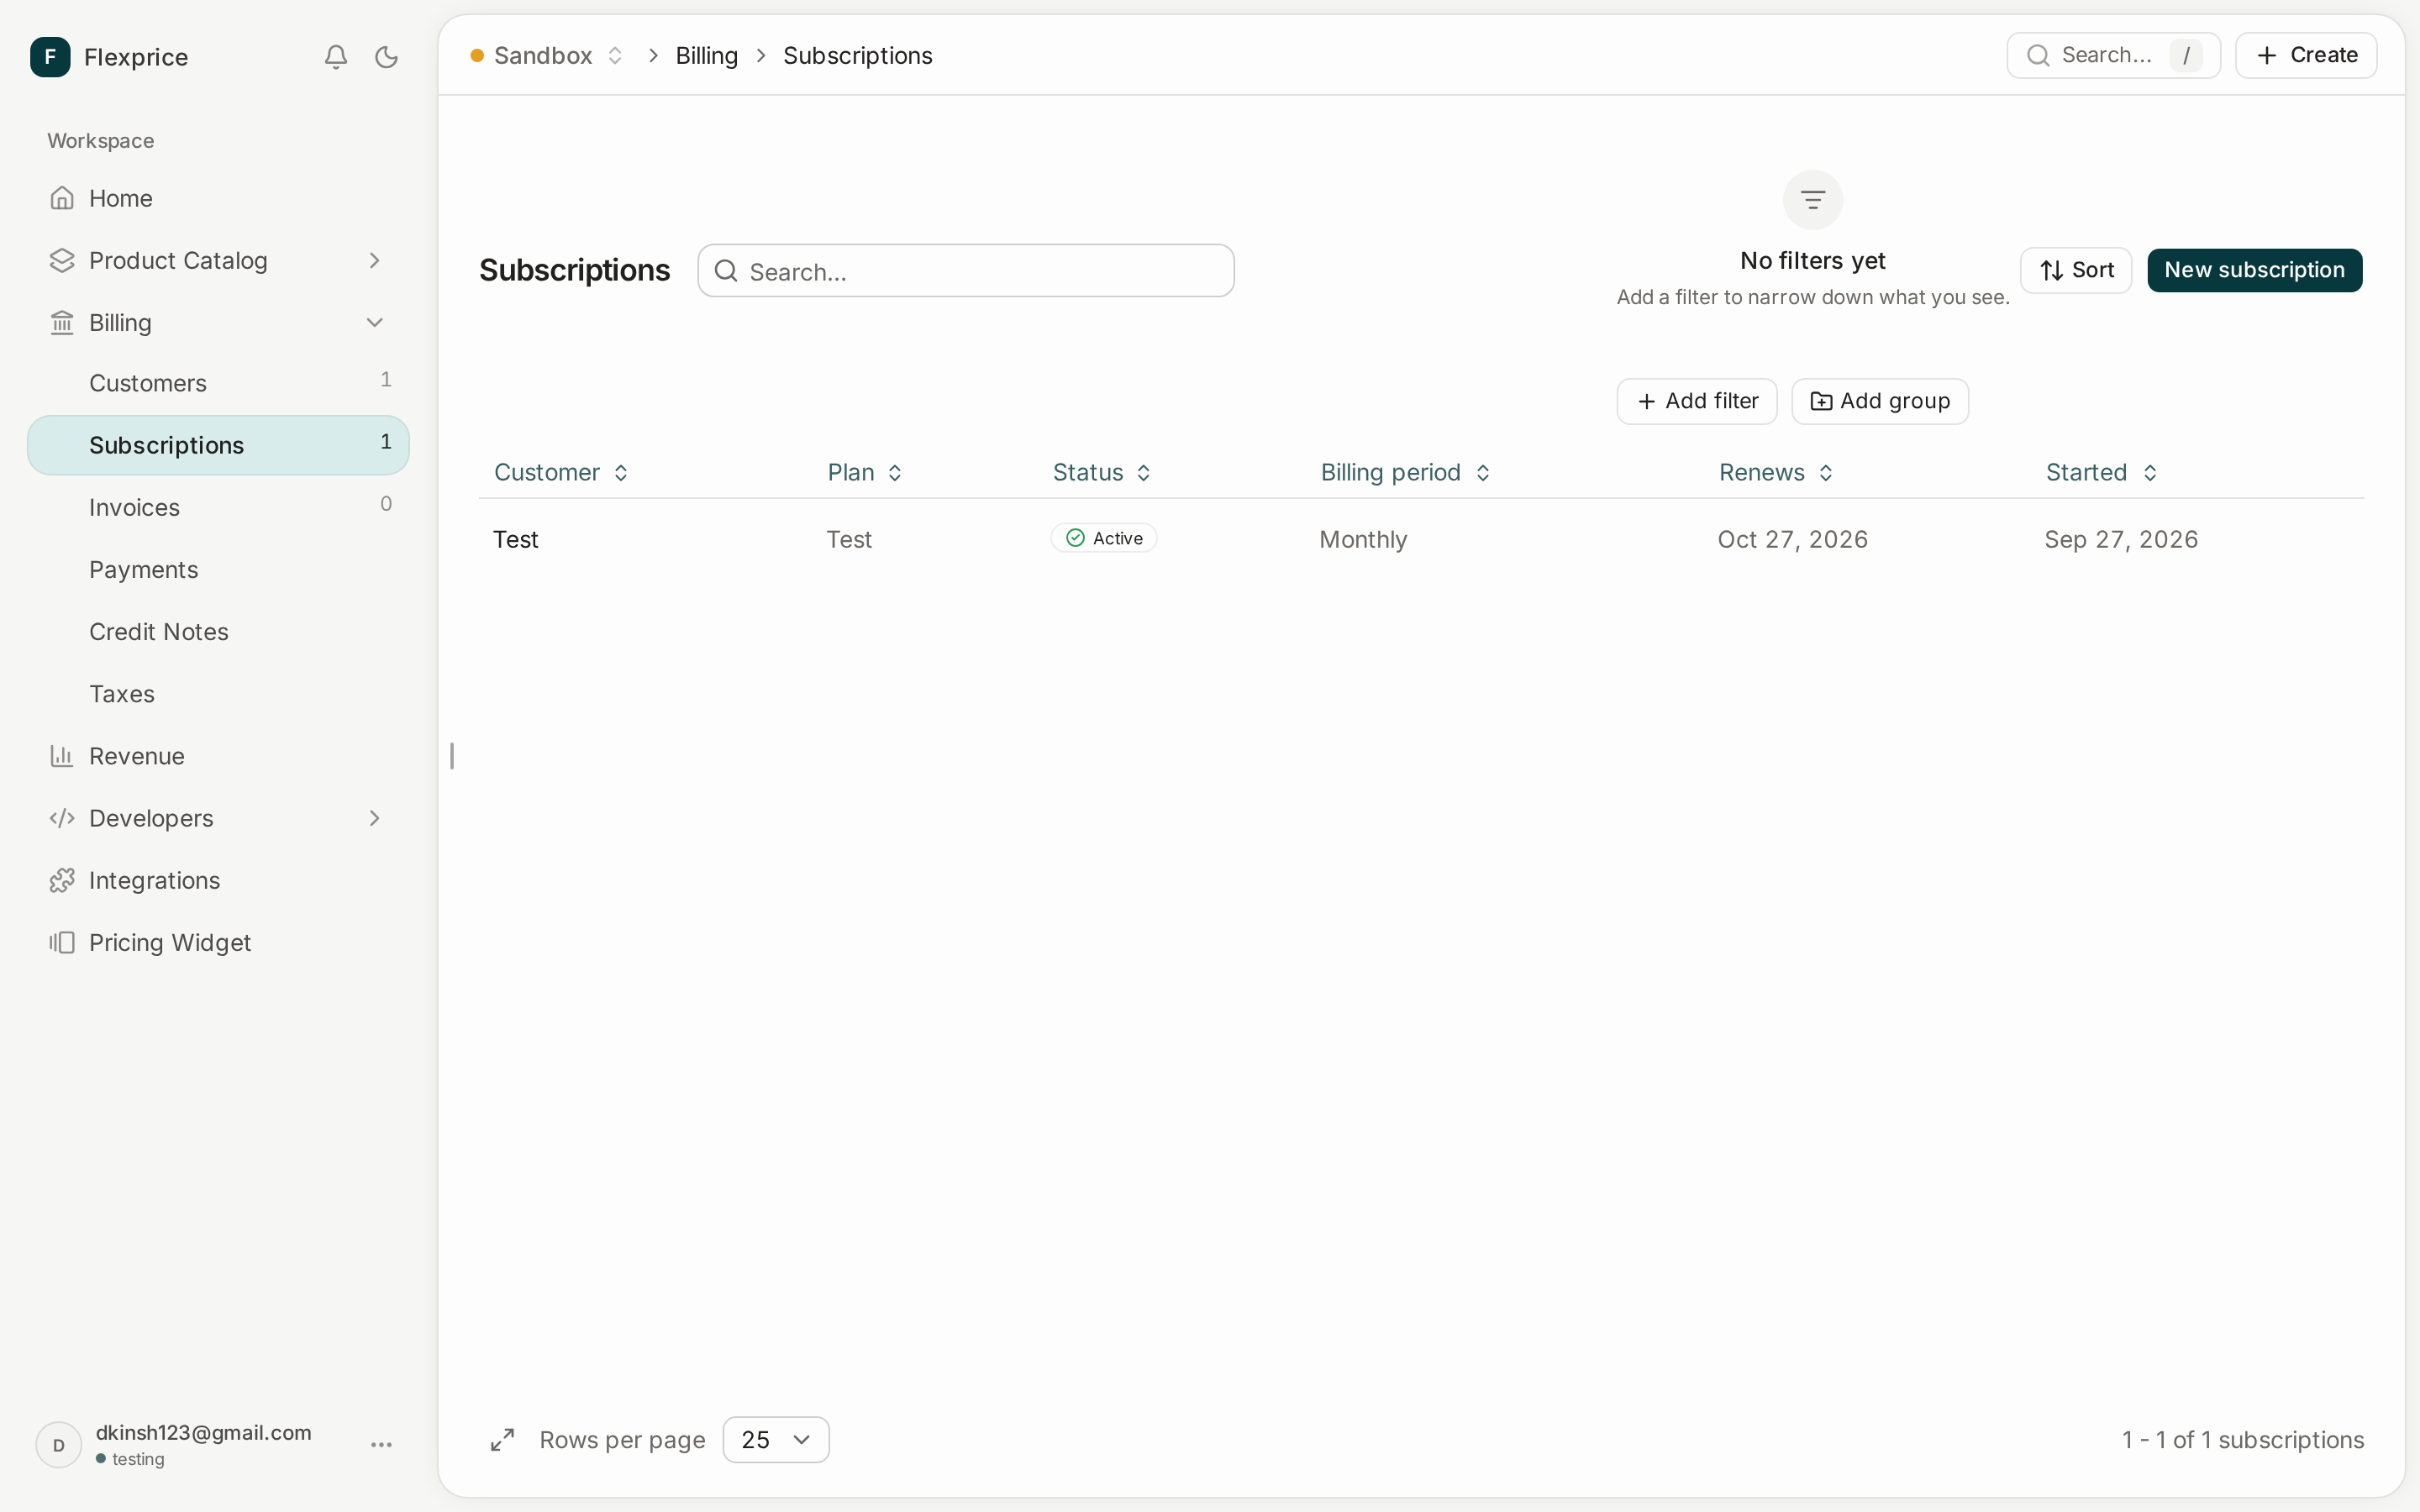 F Flexprice
Workspace
Home
Product Catalog
Billing
Customers 1
Subscriptions 1
Invoices 0
Payments
Credit Notes
Taxes
Revenue
Developers
Integrations
Pricing Widget
D dkinsh123@gmail.com
testing
Sandbox Billing Subscriptions
Search... /
Create
Subscriptions
Search...
No filters yet
Add a filter to narrow down what you see.
Add filter Add group
Sort
New subscription
Customer Plan Status Billing period Renews Started
Test Test Active Monthly Oct 27, 2026 Sep 27, 2026
Rows per page 25
1 - 1 of 1 subscriptions